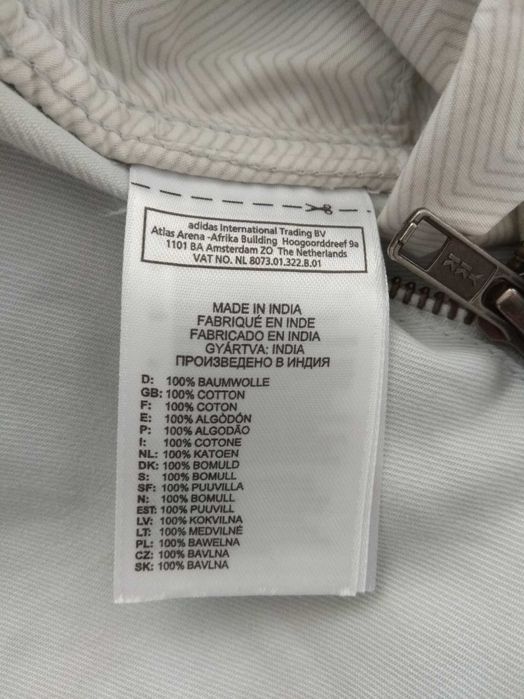 adidas International Trading BV
Atlas Arena -Afrika Building Hoogoorddreef 9a
1101 BA Amsterdam ZO The Netherlands
VAT NO. NL 8073.01.322.B.01
MADE IN INDIA
FABRIQUÉ EN INDE
FABRICADO EN INDIA
GYÁRTVA: INDIA
ПРОИЗВЕДЕНО В ИНДИЯ
D: 100% BAUMWOLLE
GB: 100% COTTON
F: 100% COTON
E: 100% ALGÒDÓN
P: 100% ALGODÃO
I: 100% COTONE
NL: 100% KATOEN
DK: 100% BOMULD
S: 100% BOMULL
SF: 100% PUUVILLA
N: 100% BOMULL
EST: 100% PUUVILL
LV: 100% KOKVILNA
LT: 100% MEDVILNĖ
PL: 100% BAWEŁNA
CZ: 100% BAVLNA
SK: 100% BAVLNA